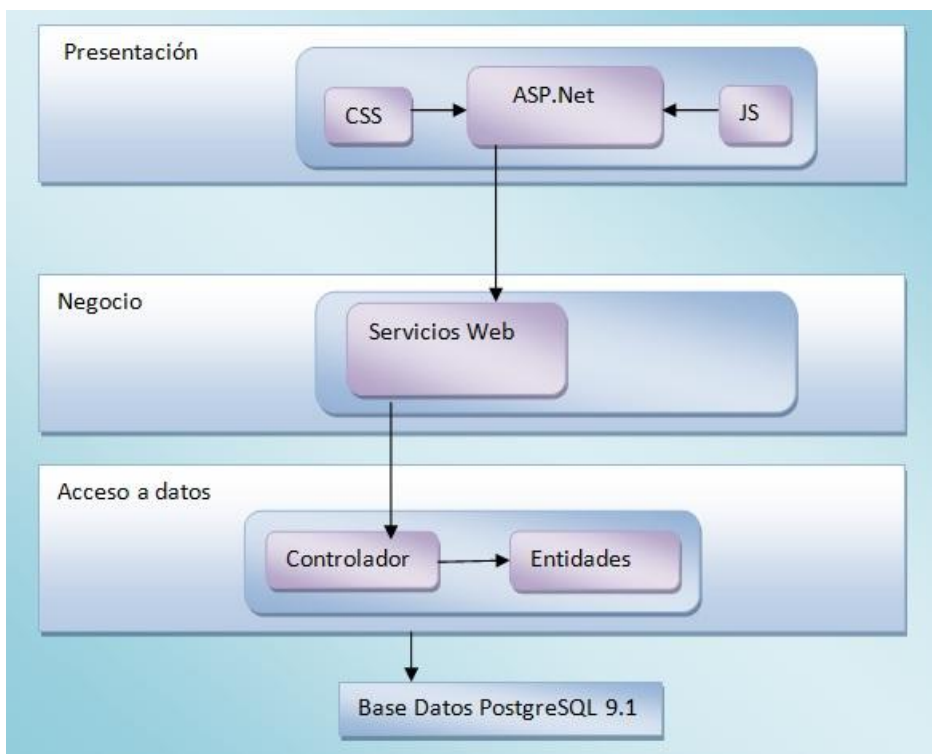 Presentación
CSS
ASP.Net
JS
Negocio
Servicios Web
Acceso a datos
Controlador
Entidades
Base Datos PostgreSQL 9.1